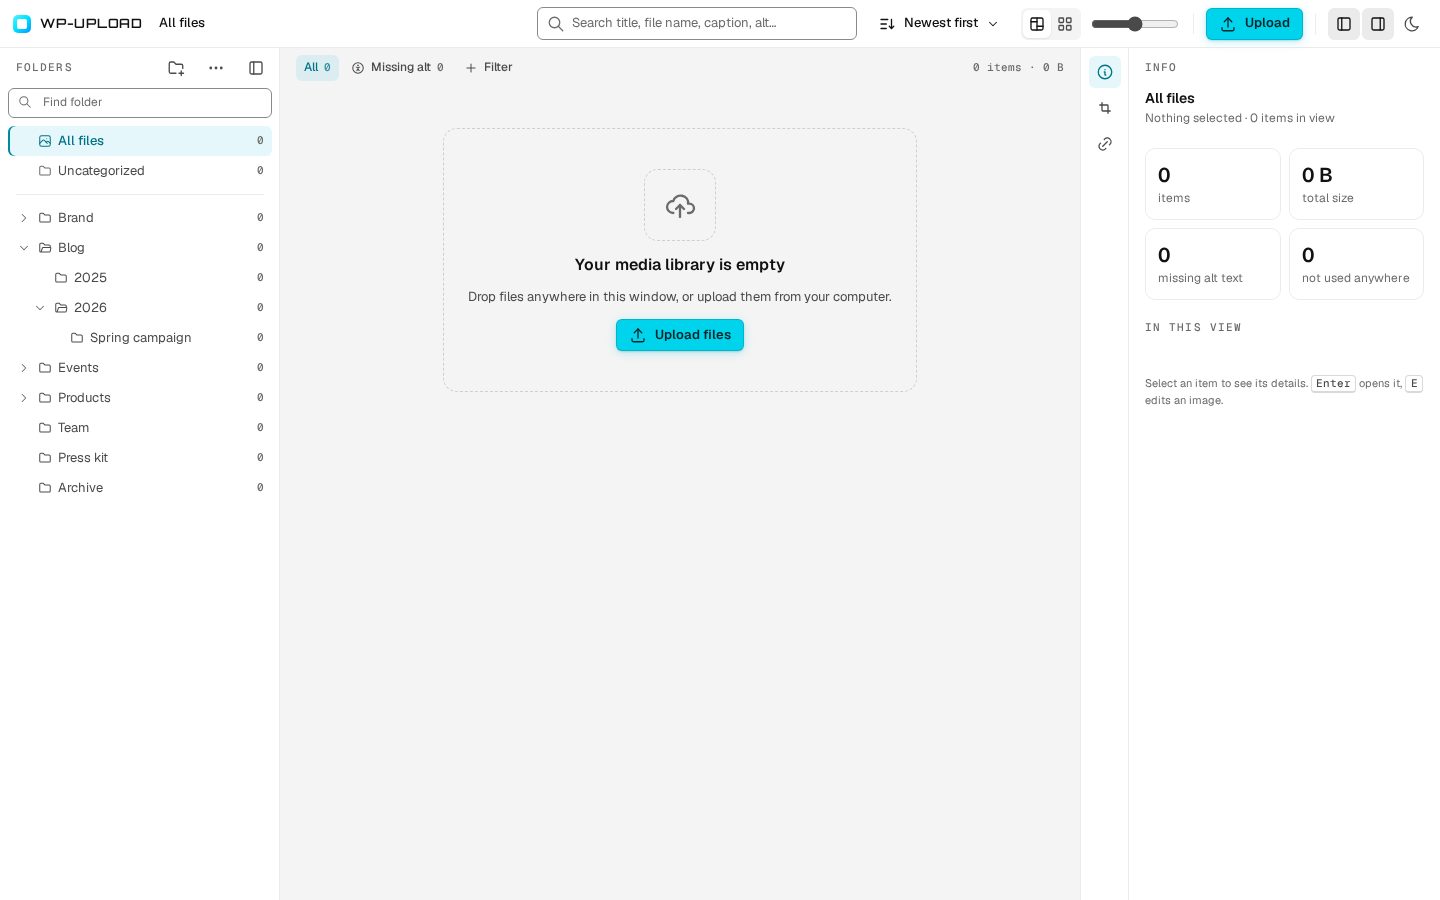 WP-UPLOAD
All files
Search title, file name, caption, alt...
Newest first
Upload
FOLDERS
Find folder
All files 0
Uncategorized 0
Brand 0
Blog 0
2025 0
2026 0
Spring campaign 0
Events 0
Products 0
Team 0
Press kit 0
Archive 0
All 0
Missing alt 0
Filter
0 items · 0 B
Your media library is empty
Drop files anywhere in this window, or upload them from your computer.
Upload files
INFO
All files
Nothing selected · 0 items in view
0
items
0 B
total size
0
missing alt text
0
not used anywhere
IN THIS VIEW
Select an item to see its details. Enter opens it, E
edits an image.